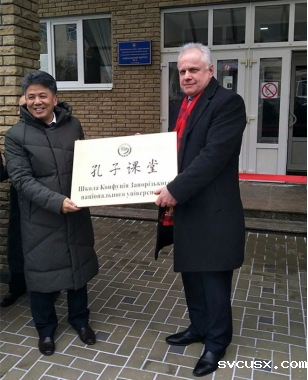 孔子课堂
Школа Конфуція Запорізького
національного університету
svcusx.com